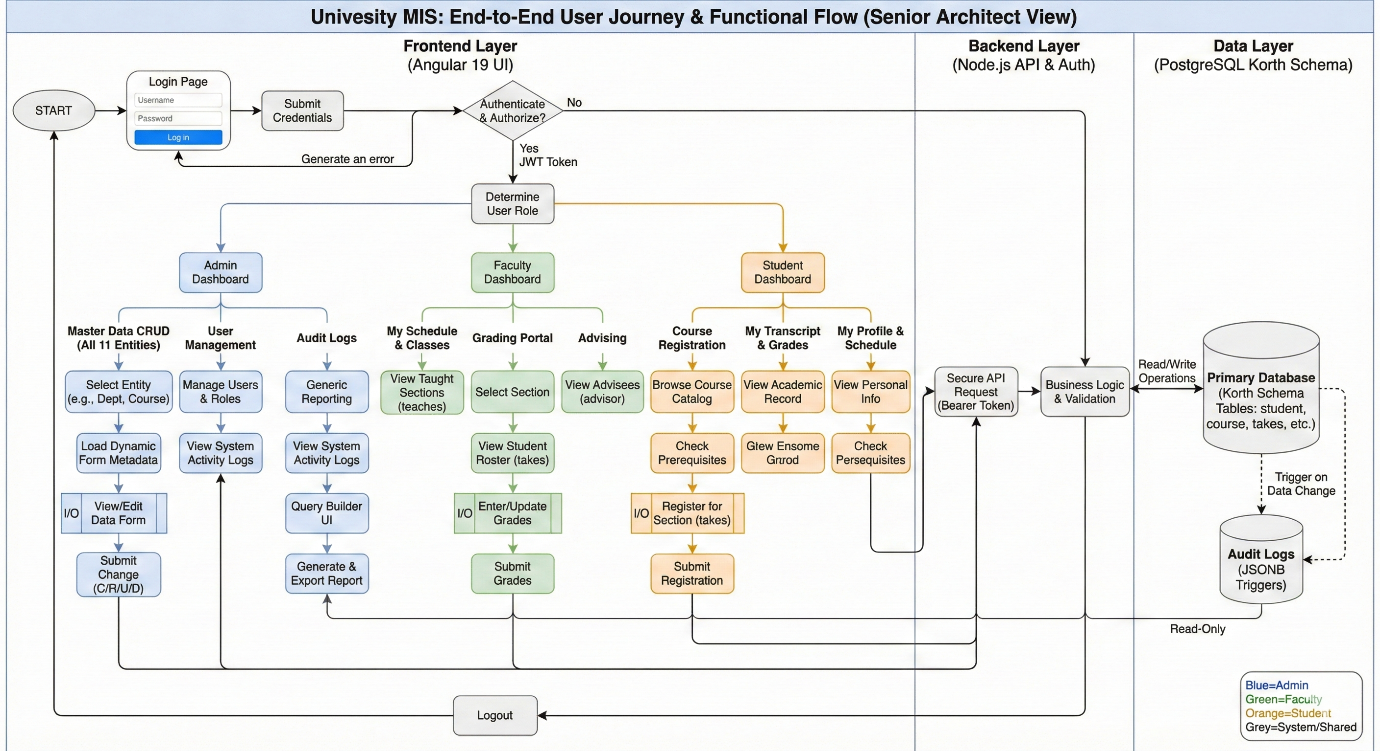 Univesity MIS: End-to-End User Journey & Functional Flow (Senior Architect View)
Frontend Layer
(Angular 19 UI)
Backend Layer
(Node.js API & Auth)
Data Layer
(PostgreSQL Korth Schema)
START
Login Page
Username
Password
Log in
Submit
Credentials
Authenticate
& Authorize?
No
Generate an error
Yes
JWT Token
Determine
User Role
Admin
Dashboard
Faculty
Dashboard
Student
Dashboard
Master Data CRUD
(All 11 Entities)
User
Management
Audit Logs
My Schedule
& Classes
Grading Portal
Advising
Course
Registration
My Transcript
& Grades
My Profile &
Schedule
Select Entity
(e.g., Dept, Course)
Manage Users
& Roles
Generic
Reporting
View Taught
Sections
(teaches)
Select Section
View Advisees
(advisor)
Browse Course
Catalog
View Academic
Record
View Personal
Info
Secure API
Request
(Bearer Token)
Business Logic
& Validation
Read/Write
Operations
Primary Database
(Korth Schema
Tables: student,
course, takes, etc.)
Load Dynamic
Form Metadata
View System
Activity Logs
View System
Activity Logs
View Student
Roster (takes)
Check
Prerequisites
Gtew Ensome
Grrod
Check
Persequisites
Trigger on
Data Change
I/O
View/Edit
Data Form
Query Builder
UI
I/O
Enter/Update
Grades
I/O
Register for
Section (takes)
Submit
Change
(C/R/U/D)
Generate &
Export Report
Submit
Grades
Submit
Registration
Audit Logs
(JSONB
Triggers)
Read-Only
Logout
Blue=Admin
Green=Faculty
Orange=Student
Grey=System/Shared